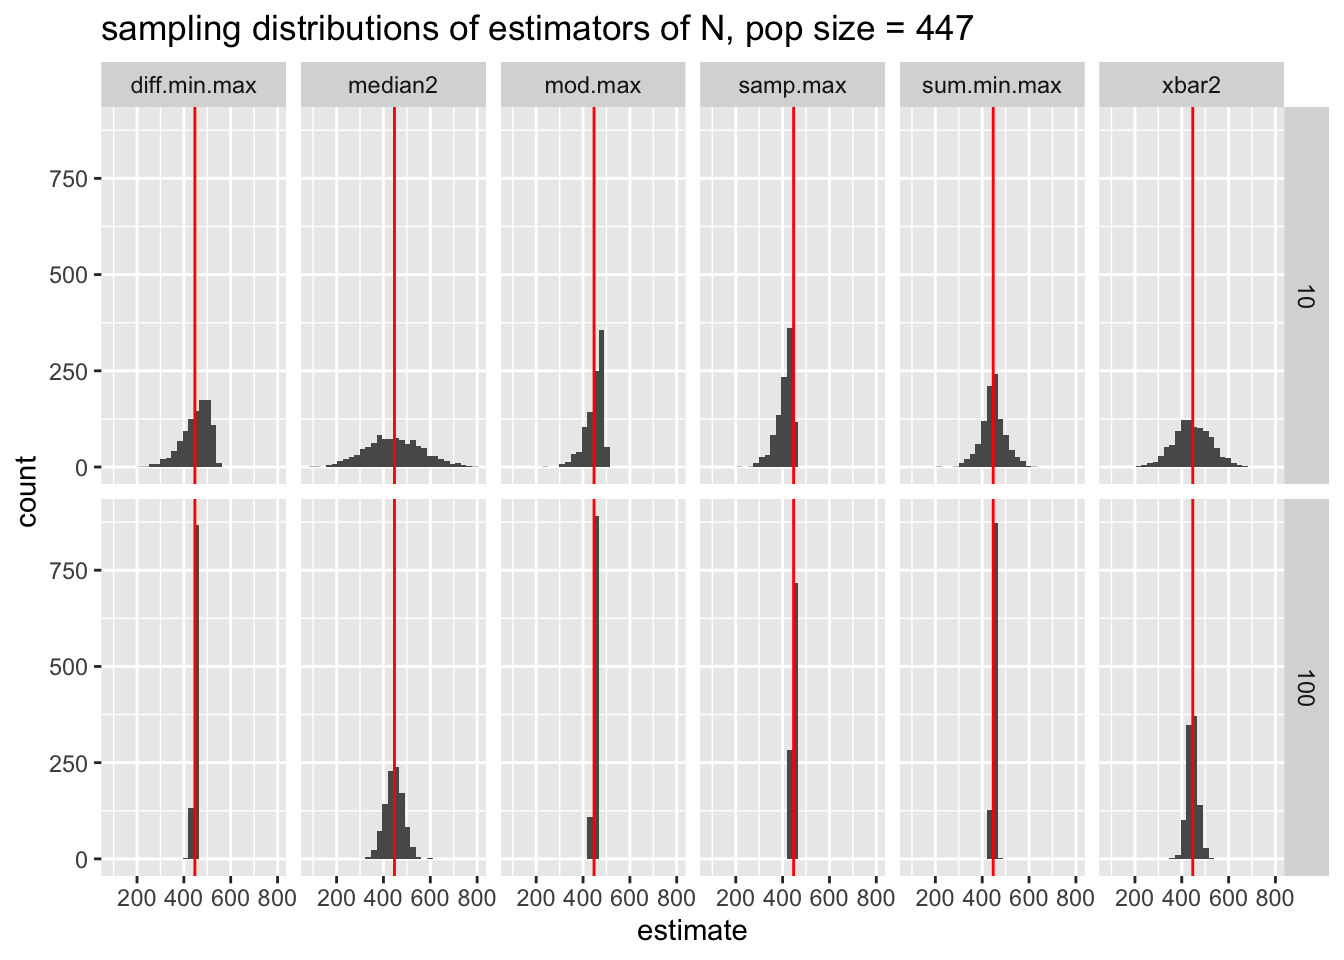 sampling distributions of estimators of N, pop size = 447
diff.min.max median2 mod.max samp.max sum.min.max xbar2
750
500
250
0
10
count
750
500
250
0
100
200 400 600 800 200 400 600 800 200 400 600 800 200 400 600 800 200 400 600 800 200 400 600 800
estimate